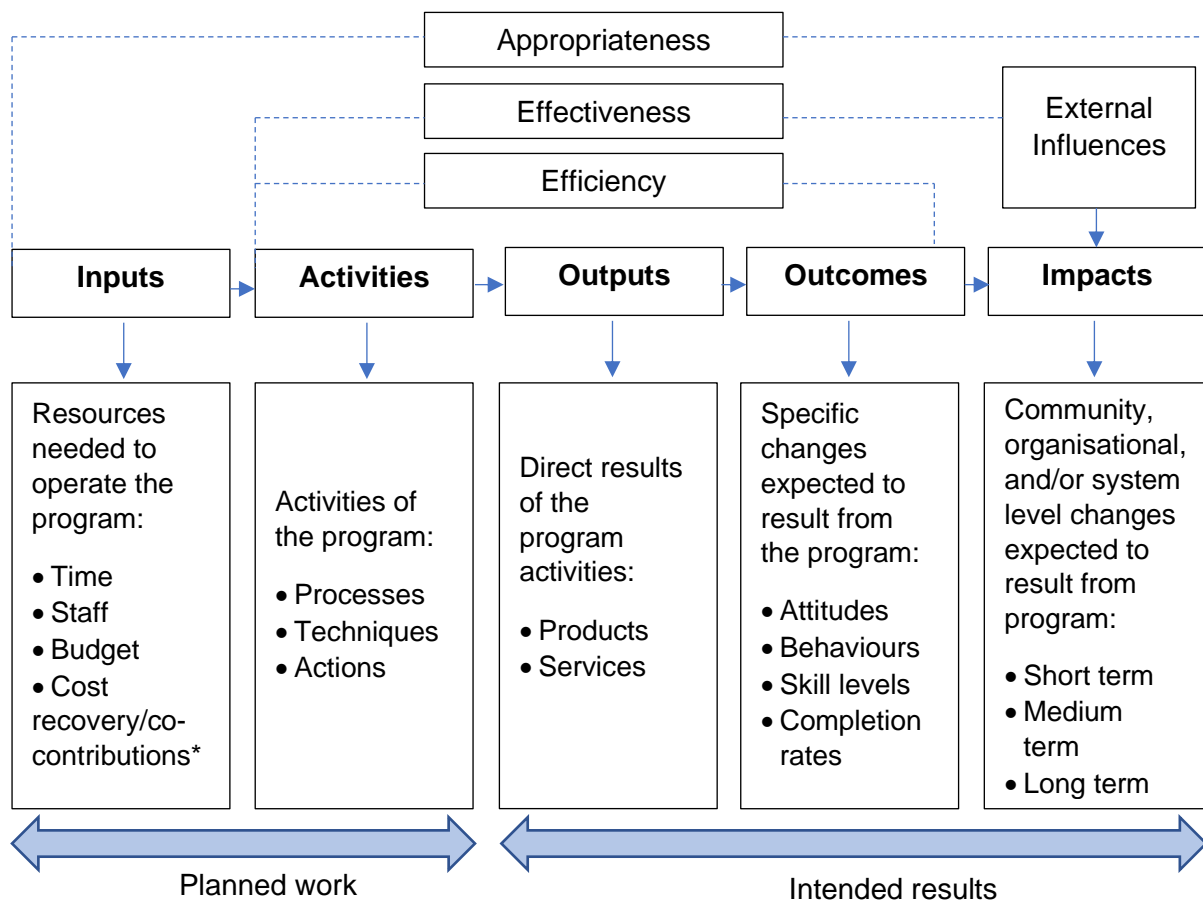 Appropriateness
Effectiveness
Efficiency
External
Influences
Inputs
Activities
Outputs
Outcomes
Impacts
Resources
needed to
operate the
program:
• Time
• Staff
• Budget
• Cost
recovery/co-
contributions*
Activities of
the program:
• Processes
• Techniques
• Actions
Direct results
of the
program
activities:
• Products
• Services
Specific
changes
expected to
result from
the program:
• Attitudes
• Behaviours
• Skill levels
• Completion
rates
Community,
organisational,
and/or system
level changes
expected to
result from
program:
• Short term
• Medium
term
• Long term
Planned work
Intended results